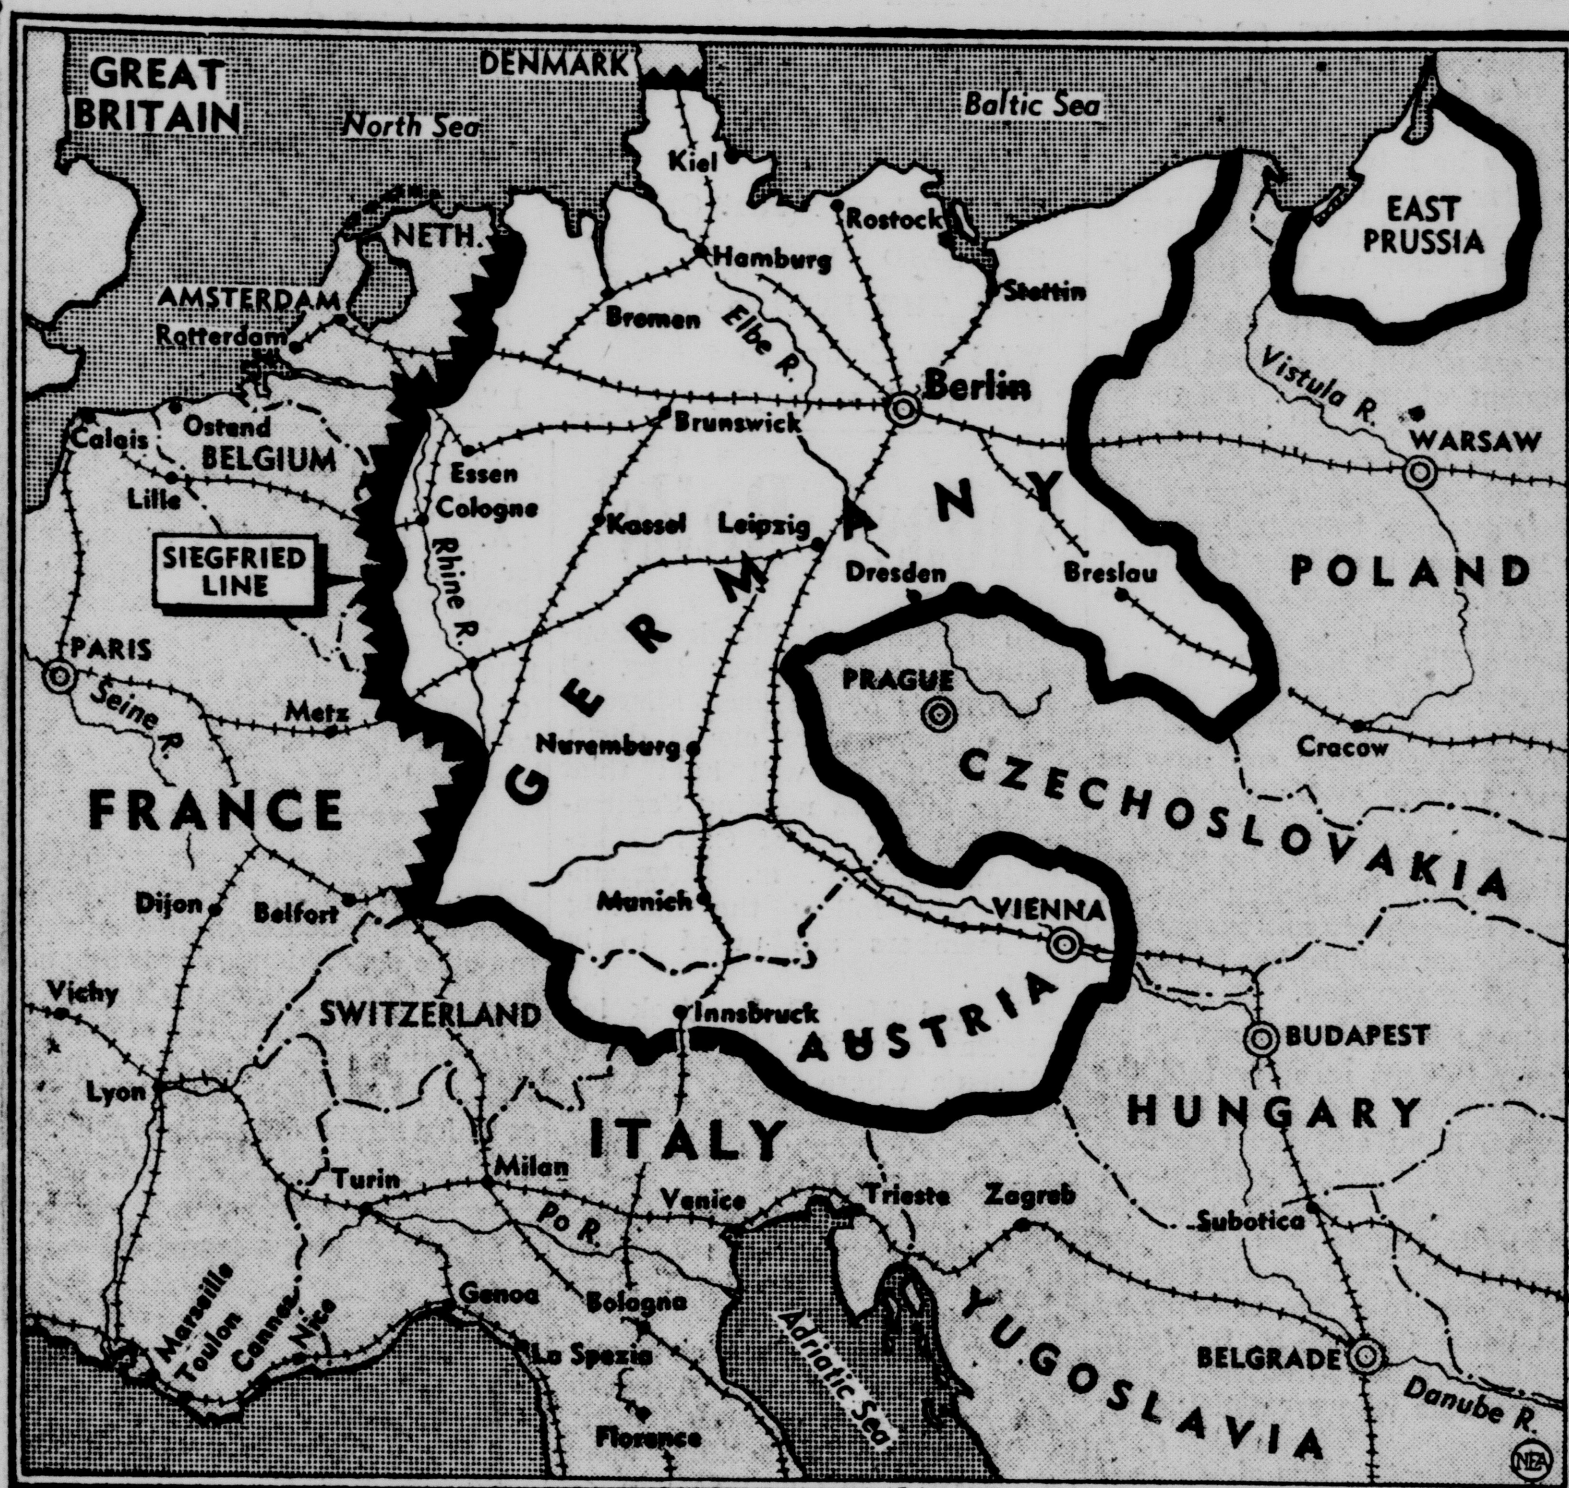 GREAT
BRITAIN
North Sea
DENMARK
Baltic Sea
Kiel
EAST
PRUSSIA
NETH.
Rostock
Hamburg
AMSTERDAM
Rotterdam
Bremen
Elbe R.
Stettin
Vistula R.
Berlin
Calais
Ostend
BELGIUM
Brunswick
WARSAW
Lille
Essen
Cologne
Kassel
Leipzig
GERMANY
SIEGFRIED
LINE
Rhine R.
Dresden
Breslau
POLAND
PARIS
Seine R.
Metz
PRAGUE
Nuremburg
Cracow
CZECHOSLOVAKIA
FRANCE
Dijon
Belfort
Munich
VIENNA
Vichy
SWITZERLAND
Innsbruck
AUSTRIA
BUDAPEST
Lyon
HUNGARY
ITALY
Turin
Milan
Venice
Trieste
Zagreb
Subotica
Po R.
Marseille
Toulon
Cannes
Nice
Genoa
Bologna
La Spezia
Adriatic Sea
YUGOSLAVIA
BELGRADE
Danube R.
Florence
NEA